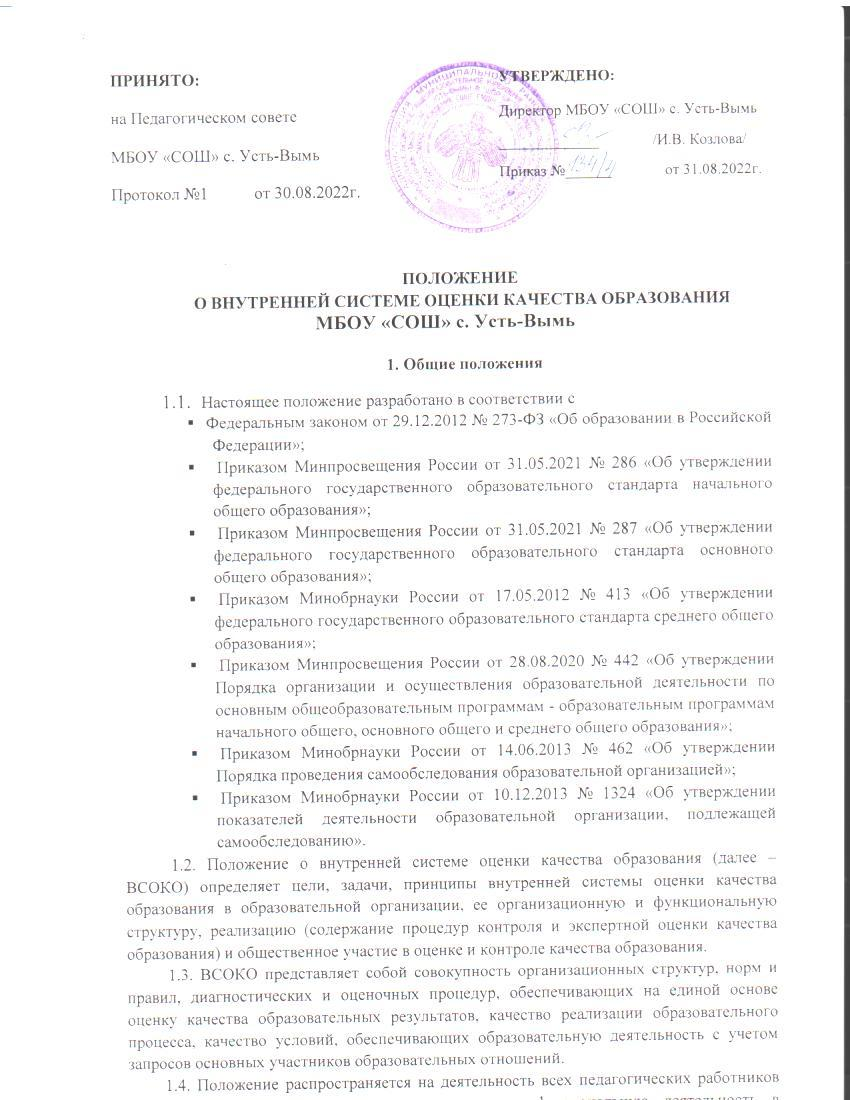 ПРИНЯТО:
на Педагогическом совете
МБОУ «СОШ» с. Усть-Вымь
Протокол №1 от 30.08.2022г.
УТВЕРЖДЕНО:
Директор МБОУ «СОШ» с. Усть-Вымь
/И.В. Козлова/
Приказ № 134/1 от 31.08.2022г.
ПОЛОЖЕНИЕ
О ВНУТРЕННЕЙ СИСТЕМЕ ОЦЕНКИ КАЧЕСТВА ОБРАЗОВАНИЯ
МБОУ «СОШ» с. Усть-Вымь
1. Общие положения
1.1. Настоящее положение разработано в соответствии с
▪ Федеральным законом от 29.12.2012 № 273-ФЗ «Об образовании в Российской
Федерации»;
▪ Приказом Минпросвещения России от 31.05.2021 № 286 «Об утверждении
федерального государственного образовательного стандарта начального
общего образования»;
▪ Приказом Минпросвещения России от 31.05.2021 № 287 «Об утверждении
федерального государственного образовательного стандарта основного
общего образования»;
▪ Приказом Минобрнауки России от 17.05.2012 № 413 «Об утверждении
федерального государственного образовательного стандарта среднего общего
образования»;
▪ Приказом Минпросвещения России от 28.08.2020 № 442 «Об утверждении
Порядка организации и осуществления образовательной деятельности по
основным общеобразовательным программам - образовательным программам
начального общего, основного общего и среднего общего образования»;
▪ Приказом Минобрнауки России от 14.06.2013 № 462 «Об утверждении
Порядка проведения самообследования образовательной организацией»;
▪ Приказом Минобрнауки России от 10.12.2013 № 1324 «Об утверждении
показателей деятельности образовательной организации, подлежащей
самообследованию».
1.2. Положение о внутренней системе оценки качества образования (далее –
ВСОКО) определяет цели, задачи, принципы внутренней системы оценки качества
образования в образовательной организации, ее организационную и функциональную
структуру, реализацию (содержание процедур контроля и экспертной оценки качества
образования) и общественное участие в оценке и контроле качества образования.
1.3. ВСОКО представляет собой совокупность организационных структур, норм и
правил, диагностических и оценочных процедур, обеспечивающих на единой основе
оценку качества образовательных результатов, качество реализации образовательного
процесса, качество условий, обеспечивающих образовательную деятельность с учетом
запросов основных участников образовательных отношений.
1.4. Положение распространяется на деятельность всех педагогических работников